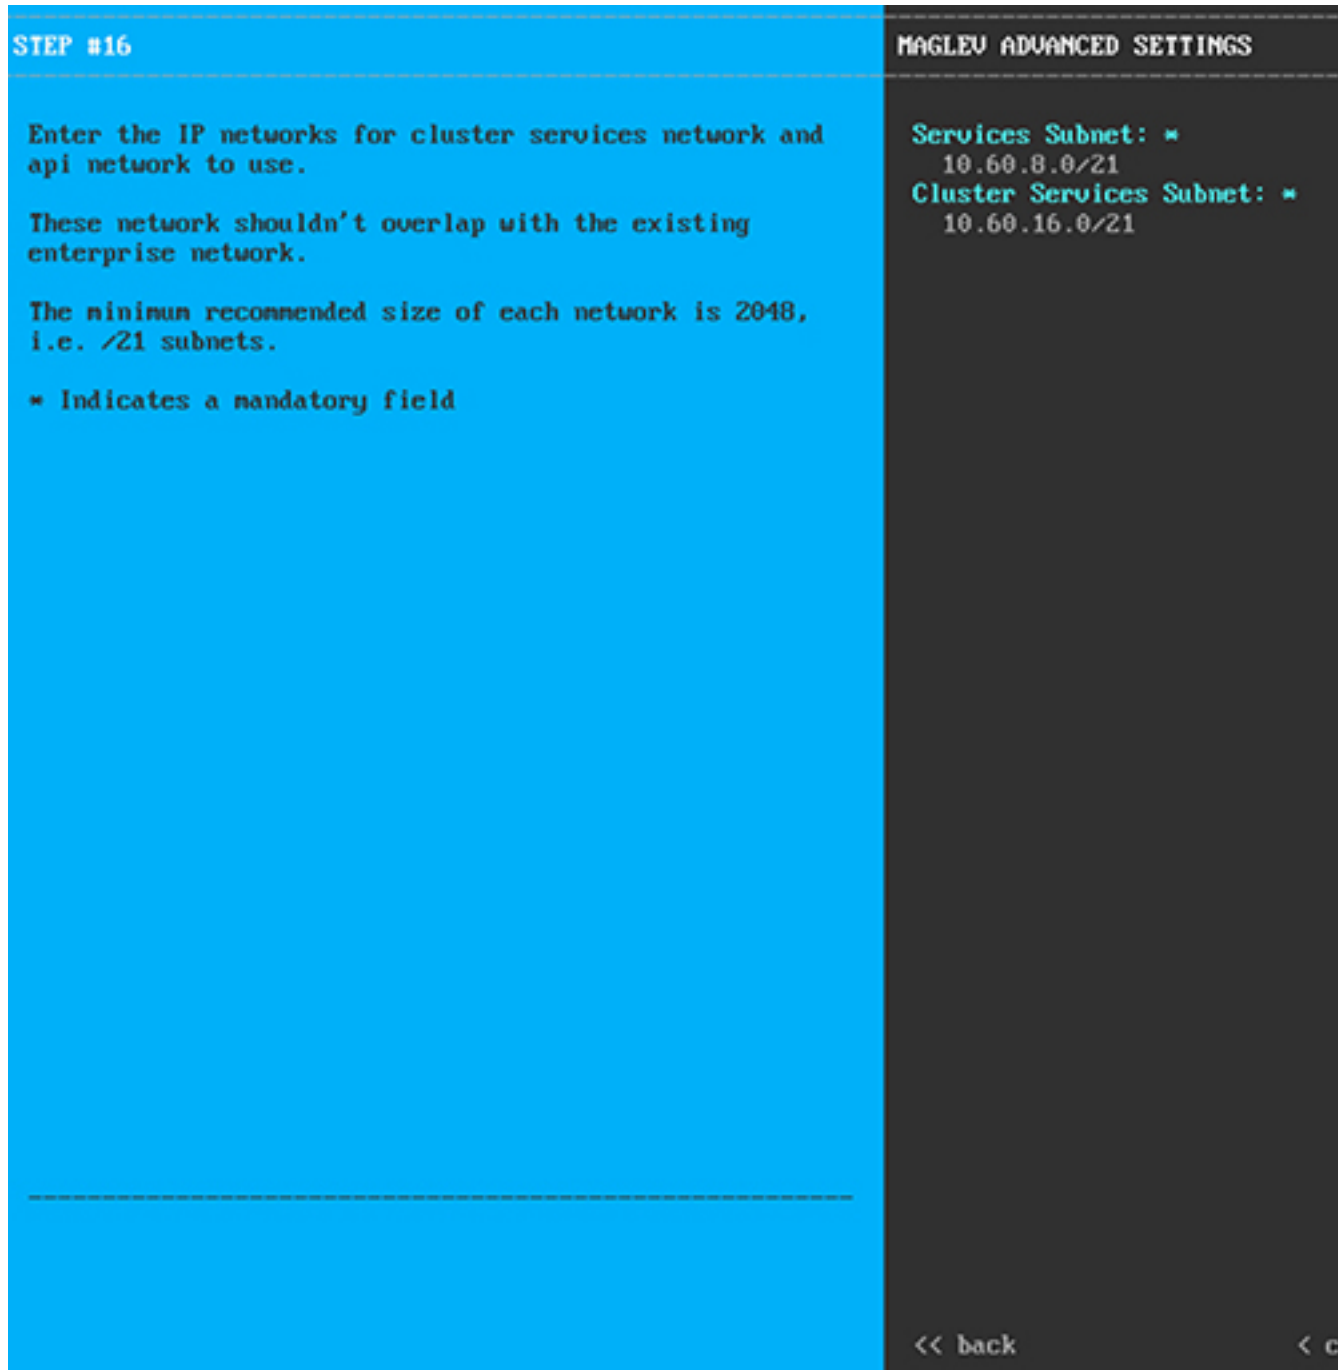 STEP #16
Enter the IP networks for cluster services network and
api network to use.
These network shouldn't overlap with the existing
enterprise network.
The minimum recommended size of each network is 2048,
i.e. /21 subnets.
* Indicates a mandatory field
MAGLEV ADVANCED SETTINGS
Services Subnet: *
10.60.8.0/21
Cluster Services Subnet: *
10.60.16.0/21
<< back
< c